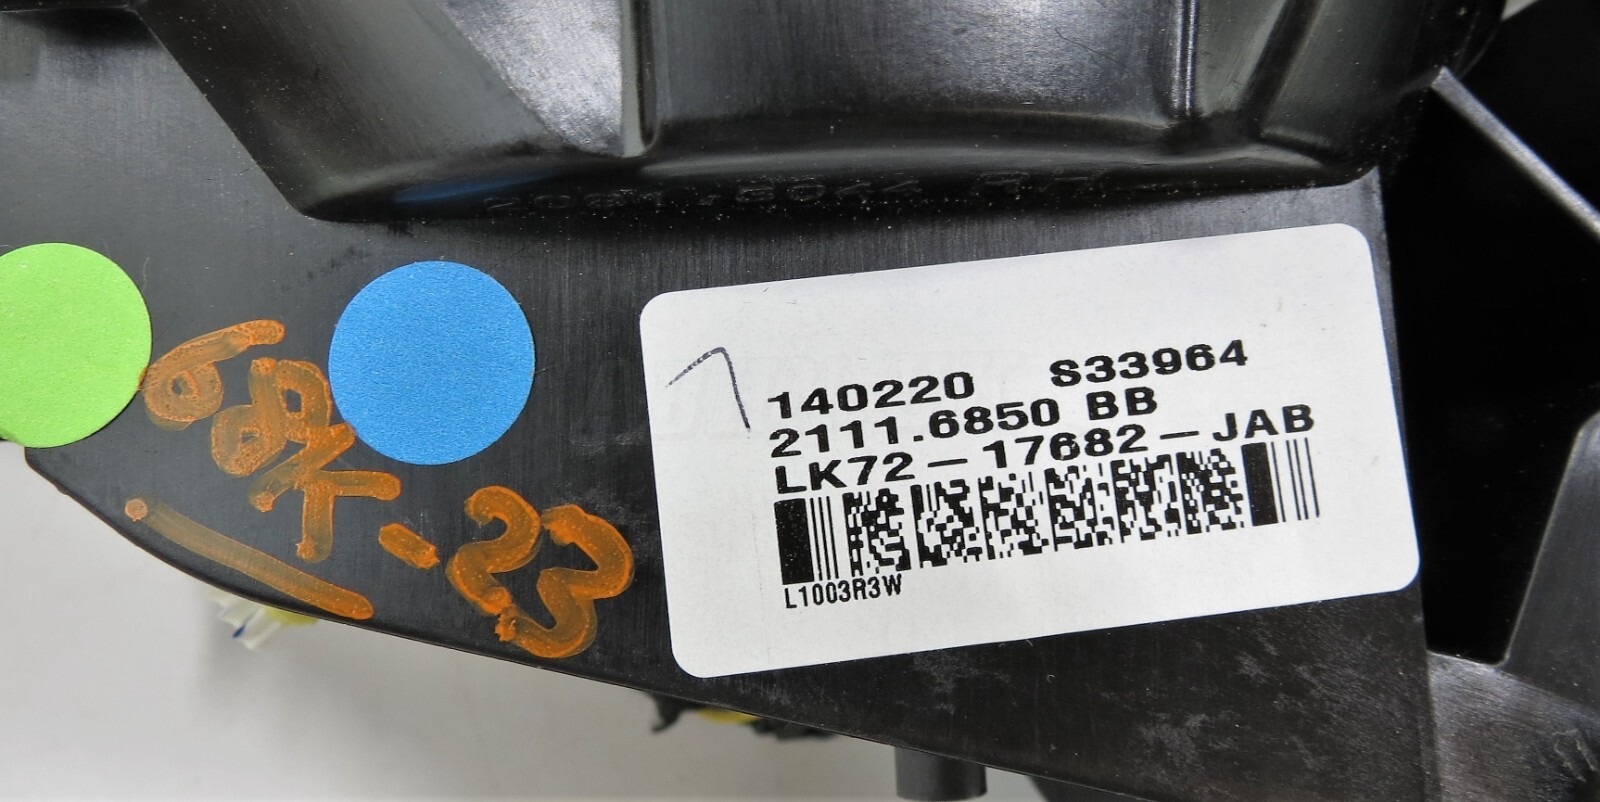 68K-23
140220 S33964
2111.6850 BB
LK72-17682-JAB
L1003R3W